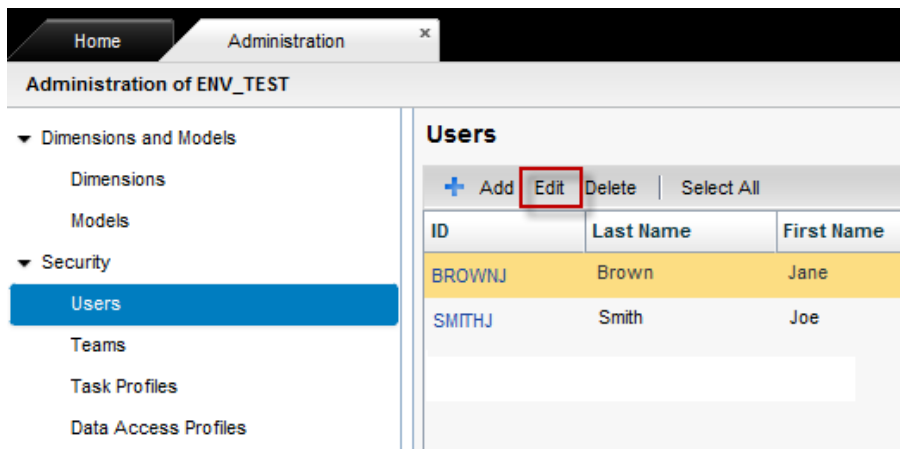 Home Administration x
Administration of ENV_TEST
Dimensions and Models
Dimensions
Models
Security
Users
Teams
Task Profiles
Data Access Profiles
Users
Add Edit Delete Select All
ID Last Name First Name
BROWNJ Brown Jane
SMITHJ Smith Joe